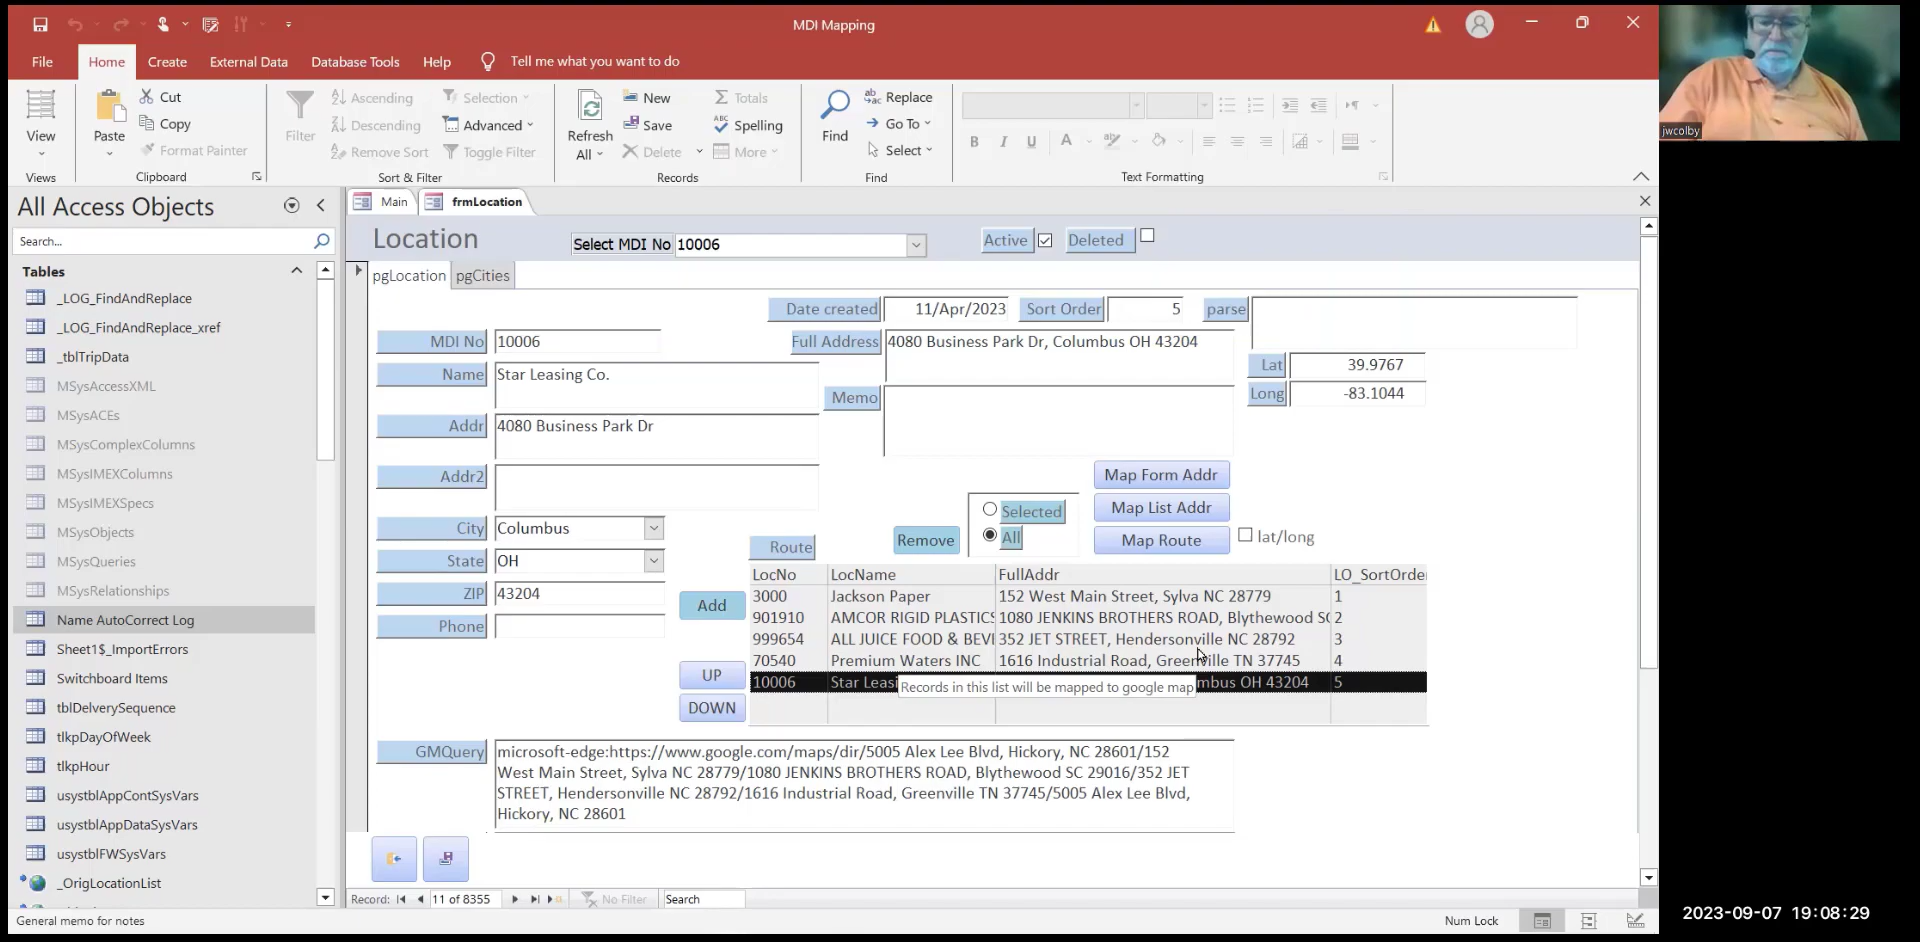 MDI Mapping
File Home Create External Data Database Tools Help Tell me what you want to do
View
Views
Paste
Cut
Copy
Format Painter
Clipboard
Filter
Ascending
Descending
Remove Sort
Selection
Advanced
Toggle Filter
Sort & Filter
Refresh
All
New
Save
Delete
Totals
Spelling
More
Records
Find
Replace
Go To
Select
Find
B I U A
Text Formatting
jwcolby
All Access Objects
Search...
Tables
_LOG_FindAndReplace
_LOG_FindAndReplace_xref
_tblTripData
MSysAccessXML
MSysACEs
MSysComplexColumns
MSysIMEXColumns
MSysIMEXSpecs
MSysObjects
MSysQueries
MSysRelationships
Name AutoCorrect Log
Sheet1$_ImportErrors
Switchboard Items
tblDelverySequence
tlkpDayOfWeek
tlkpHour
usystblAppContSysVars
usystblAppDataSysVars
usystblFWSysVars
_OrigLocationList
Main frmLocation
Location
Select MDI No 10006
Active Deleted
pgLocation pgCities
Date created 11/Apr/2023 Sort Order 5 parse
MDI No 10006
Full Address 4080 Business Park Dr, Columbus OH 43204
Lat 39.9767
Name Star Leasing Co.
Memo
Long -83.1044
Addr 4080 Business Park Dr
Addr2
City Columbus
State OH
ZIP 43204
Phone
Map Form Addr
Selected
Map List Addr
All
Remove
Map Route lat/long
Route
Add
UP
DOWN
LocNo LocName FullAddr LO_SortOrde
3000 Jackson Paper 152 West Main Street, Sylva NC 28779 1
901910 AMCOR RIGID PLASTICS 1080 JENKINS BROTHERS ROAD, Blythewood SC 2
999654 ALL JUICE FOOD & BEVI 352 JET STREET, Hendersonville NC 28792 3
70540 Premium Waters INC 1616 Industrial Road, Greenville TN 37745 4
10006 Star Leasi mbus OH 43204 5
Records in this list will be mapped to google map
GMQuery
microsoft-edge:https://www.google.com/maps/dir/5005 Alex Lee Blvd, Hickory, NC 28601/152
West Main Street, Sylva NC 28779/1080 JENKINS BROTHERS ROAD, Blythewood SC 29016/352 JET
STREET, Hendersonville NC 28792/1616 Industrial Road, Greenville TN 37745/5005 Alex Lee Blvd,
Hickory, NC 28601
Record: 11 of 8355 No Filter Search
General memo for notes
Num Lock
2023-09-07 19:08:29